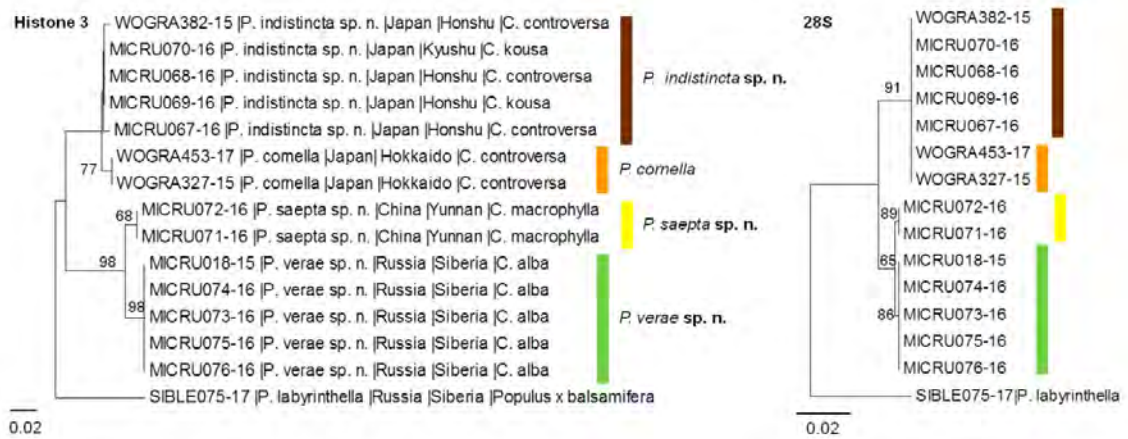 Histone 3
WOGRA382-15 |P. indistincta sp. n. |Japan |Honshu |C. controversa
MICRU070-16 |P. indistincta sp. n. |Japan |Kyushu |C. kousa
MICRU068-16 |P. indistincta sp. n. |Japan |Honshu |C. controversa
MICRU069-16 |P. indistincta sp. n. |Japan |Honshu |C. kousa
MICRU067-16 |P. indistincta sp. n. |Japan |Honshu |C. controversa
WOGRA453-17 |P. cornella |Japan| Hokkaido |C. controversa
WOGRA327-15 |P. cornella |Japan| Hokkaido |C. controversa
MICRU072-16 |P. saepta sp. n. |China |Yunnan |C. macrophylla
MICRU071-16 |P. saepta sp. n. |China |Yunnan |C. macrophylla
MICRU018-15 |P. verae sp. n. |Russia |Siberia |C. alba
MICRU074-16 |P. verae sp. n. |Russia |Siberia |C. alba
MICRU073-16 |P. verae sp. n. |Russia |Siberia |C. alba
MICRU075-16 |P. verae sp. n. |Russia |Siberia |C. alba
MICRU076-16 |P. verae sp. n. |Russia |Siberia |C. alba
SIBLE075-17 |P. labyrinthella |Russia |Siberia |Populus x balsamifera
77
68
98
98
0.02
P. indistincta sp. n.
P. cornella
P. saepta sp. n.
P. verae sp. n.
28S
WOGRA382-15
MICRU070-16
MICRU068-16
MICRU069-16
MICRU067-16
WOGRA453-17
WOGRA327-15
MICRU072-16
MICRU071-16
MICRU018-15
MICRU074-16
MICRU073-16
MICRU075-16
MICRU076-16
SIBLE075-17|P. labyrinthella
91
89
65
86
0.02